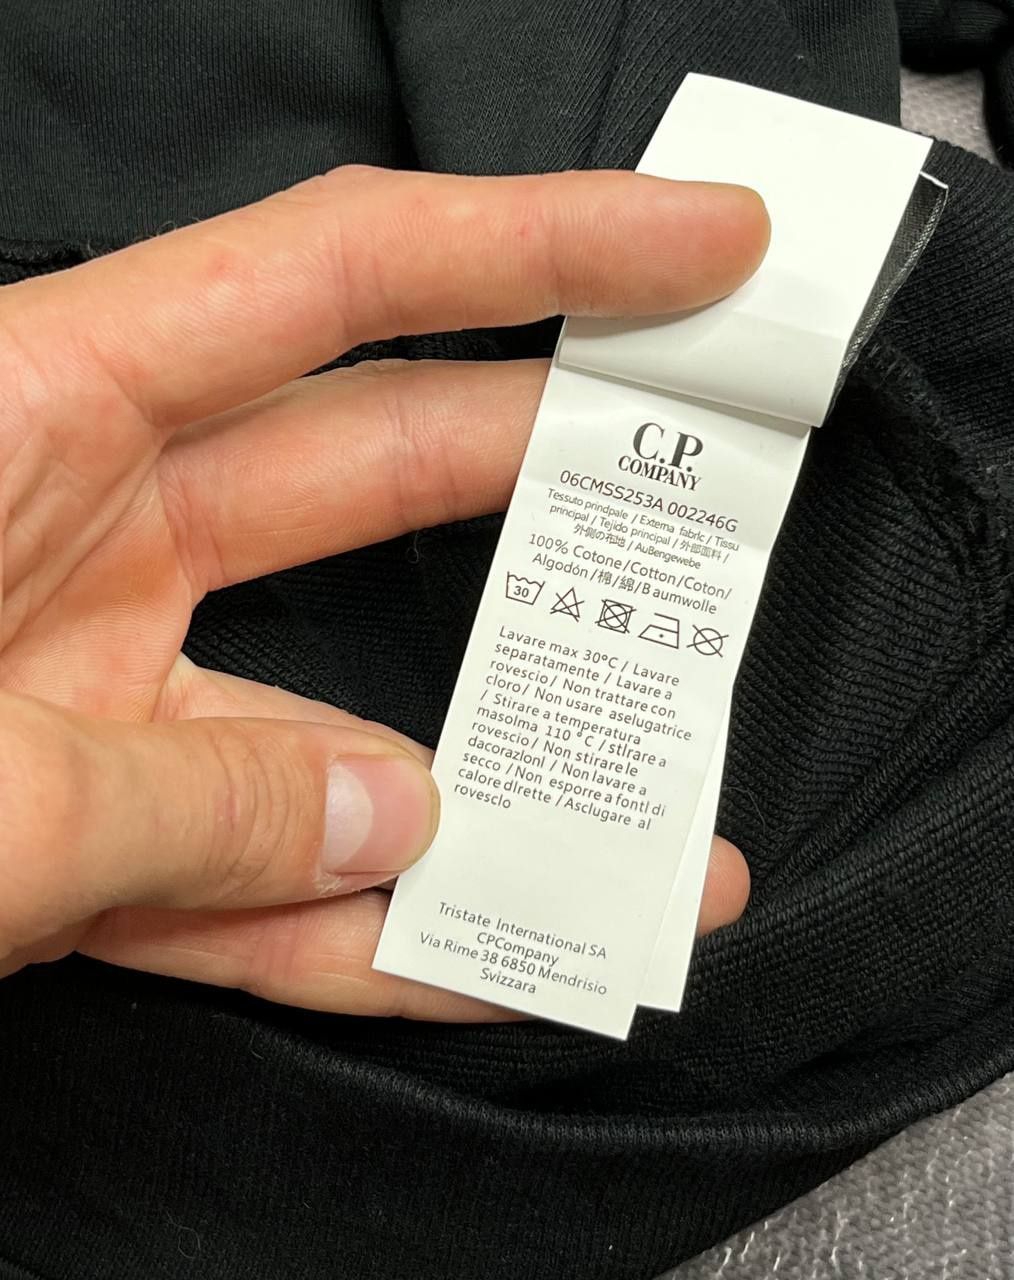 C.P.
COMPANY
06CMSS253A 002246G
Tessuto prindpale / Extema fabrlc / Tissu
principal / Tejido principal / 外部面料 /
外側の布地 / AuBengewebe
100% Cotone/Cotton/Coton/
Algodón/棉/綿/B aumwolle
30
Lavare max 30°C / Lavare
separatamente / Lavare a
rovescio/ Non trattare con
cloro/ Non usare aselugatrice
/ Stirare a temperatura
masolma 110 °C / stlrare a
rovescio/ Non stirare le
dacorazionl / Non lavare a
secco /Non esporre a fontl di
calore dlrette /Asclugare al
rovesclo
Tristate International SA
CPCompany
Via Rime 38 6850 Mendrisio
Svizzara